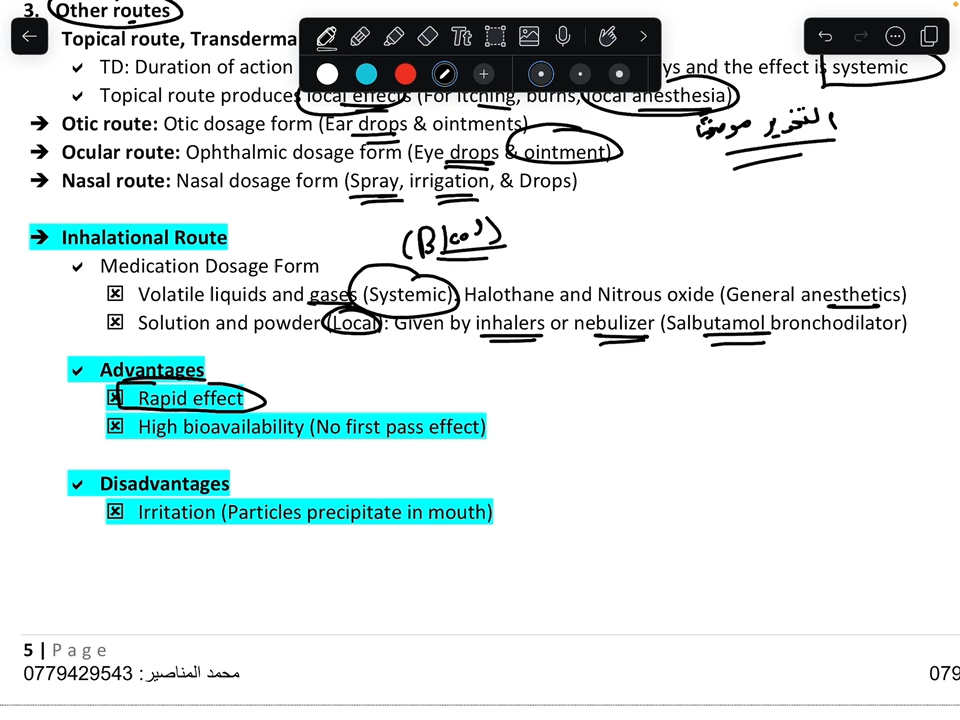 3. Other routes
Topical route, Transderma
TD: Duration of action ys and the effect is systemic
Topical route produces local effects (For itching, burns, local anesthesia)
التخدير موضعي
Otic route: Otic dosage form (Ear drops & ointments)
Ocular route: Ophthalmic dosage form (Eye drops & ointment)
Nasal route: Nasal dosage form (Spray, irrigation, & Drops)
Inhalational Route
Medication Dosage Form
Volatile liquids and gases (Systemic): Halothane and Nitrous oxide (General anesthetics)
Solution and powder (Local): Given by inhalers or nebulizer (Salbutamol bronchodilator)
Advantages
Rapid effect
High bioavailability (No first pass effect)
Disadvantages
Irritation (Particles precipitate in mouth)
5 | Page
محمد المناصير: 0779429543
079
Tt